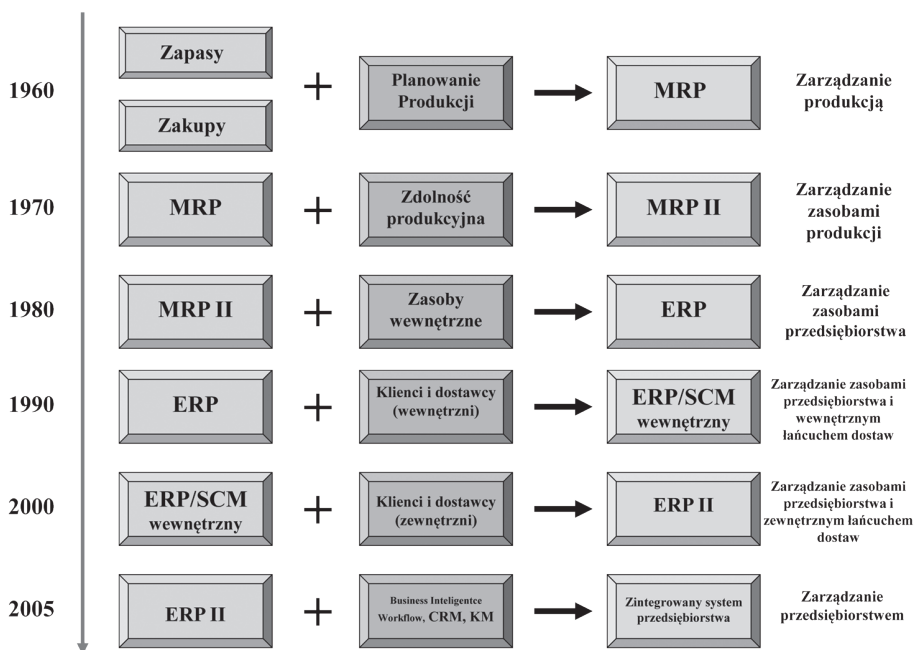 1960
Zapasy
Zakupy
+
Planowanie
Produkcji
MRP
Zarządzanie
produkcją
1970
MRP
+
Zdolność
produkcyjna
MRP II
Zarządzanie
zasobami
produkcji
1980
MRP II
+
Zasoby
wewnętrzne
ERP
Zarządzanie
zasobami
przedsiębiorstwa
1990
ERP
+
Klienci i dostawcy
(wewnętrzni)
ERP/SCM
wewnętrzny
Zarządzanie zasobami
przedsiębiorstwa i
wewnętrznym
łańcuchem dostaw
2000
ERP/SCM
wewnętrzny
+
Klienci i dostawcy
(zewnętrzni)
ERP II
Zarządzanie zasobami
przedsiębiorstwa i
zewnętrznym łańcuchem
dostaw
2005
ERP II
+
Business Inteligentce
Workflow, CRM, KM
Zintegrowany system
przedsiębiorstwa
Zarządzanie
przedsiębiorstwem